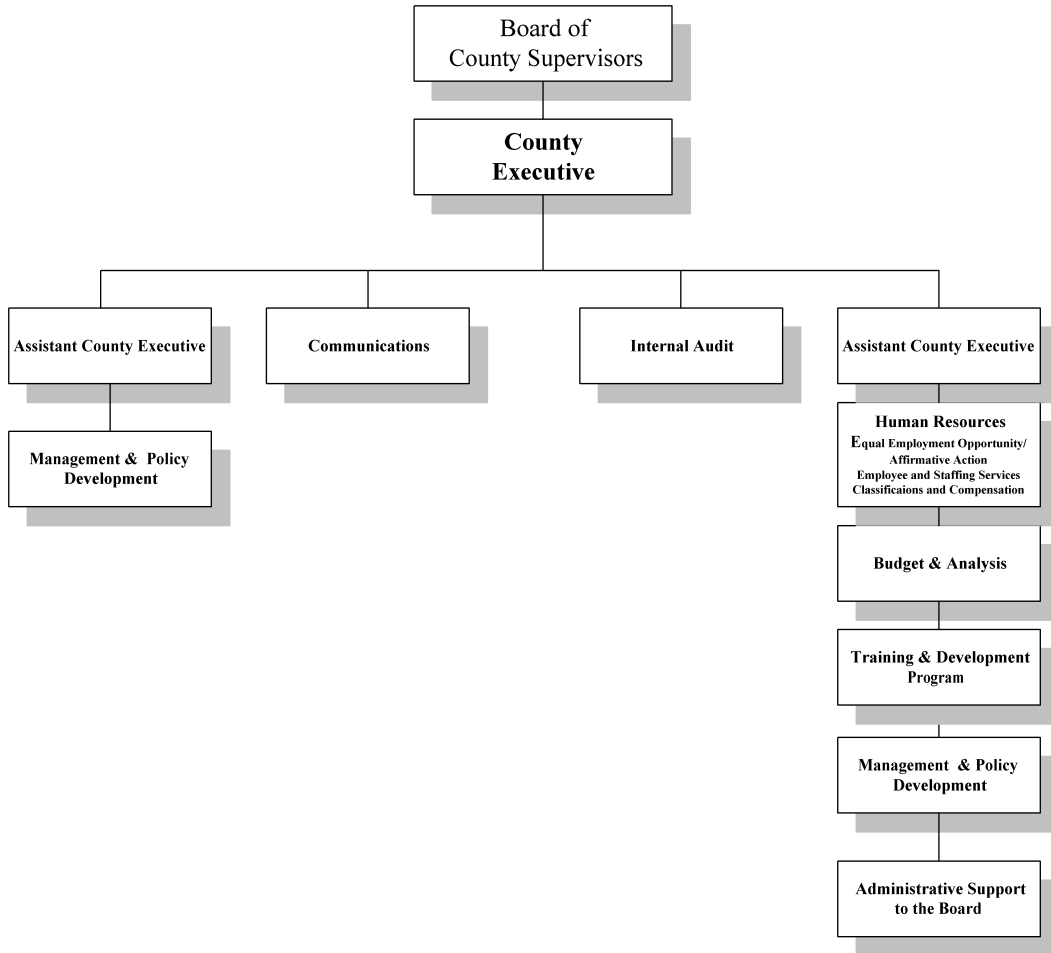 Board of
County Supervisors
County
Executive
Assistant County Executive
Communications
Internal Audit
Assistant County Executive
Management & Policy
Development
Human Resources
Equal Employment Opportunity/
Affirmative Action
Employee and Staffing Services
Classificaions and Compensation
Budget & Analysis
Training & Development
Program
Management & Policy
Development
Administrative Support
to the Board